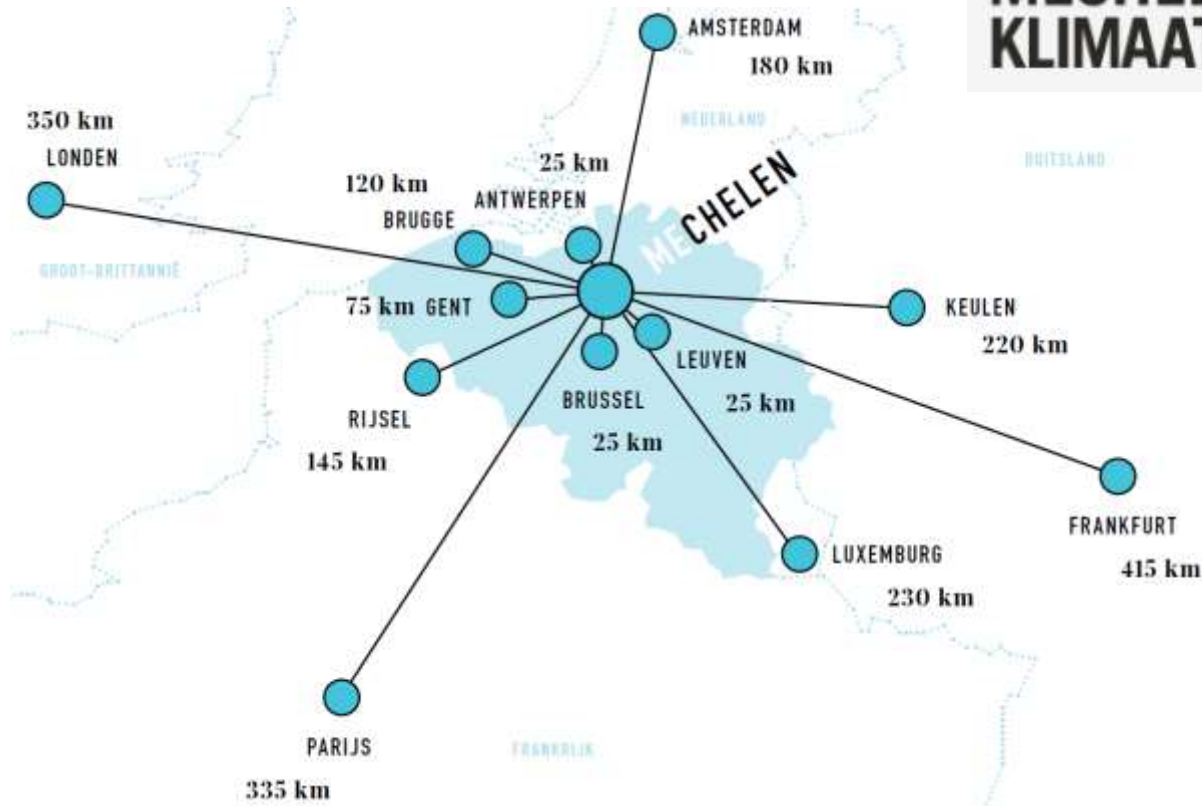 KLIMAAT
AMSTERDAM
180 km
350 km
LONDEN
NEDERLAND
DUITSLAND
25 km
ANTWERPEN
120 km
BRUGGE
MECHELEN
GROOT-BRITTANNIË
75 km GENT
KEULEN
220 km
LEUVEN
25 km
BRUSSEL
25 km
RIJSEL
145 km
FRANKFURT
415 km
LUXEMBURG
230 km
PARIJS
335 km
FRANKRIJK